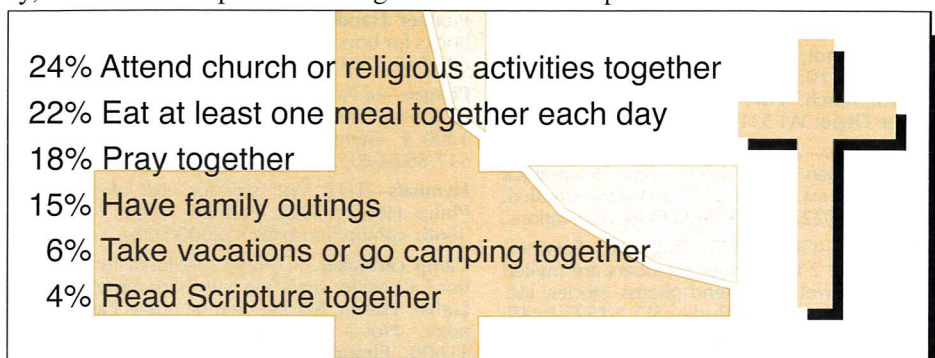 24% Attend church or religious activities together
22% Eat at least one meal together each day
18% Pray together
15% Have family outings
6% Take vacations or go camping together
4% Read Scripture together